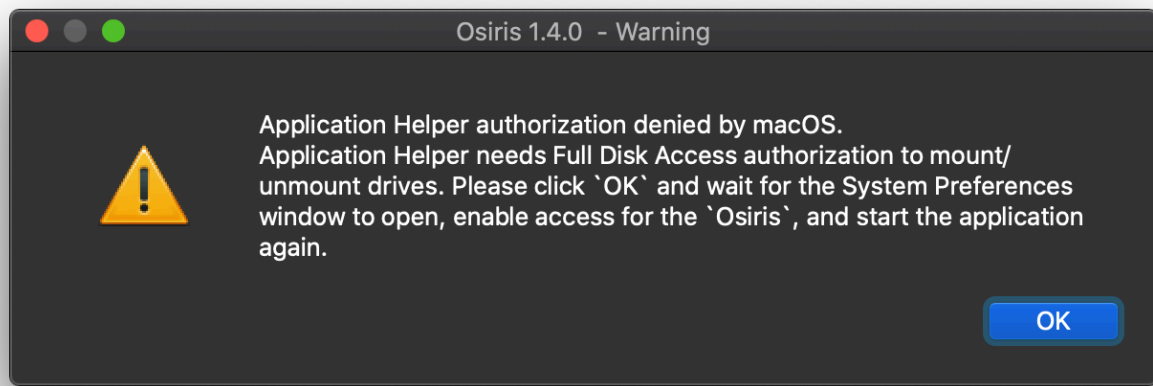 Osiris 1.4.0  - Warning
Application Helper authorization denied by macOS.
Application Helper needs Full Disk Access authorization to mount/
unmount drives. Please click `OK` and wait for the System Preferences
window to open, enable access for the `Osiris`, and start the application
again.
OK